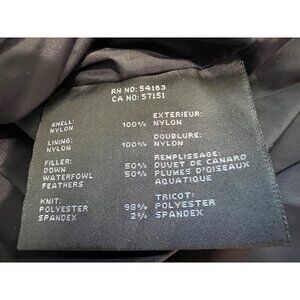 RN NO: 54163
CA NO: 57151
SHELL:
NYLON 100%
LINING:
NYLON 100%
FILLER:
DOWN 50%
WATERFOWL 50%
FEATHERS
KNIT:
POLYESTER 98%
SPANDEX 2%
EXTERIEUR:
NYLON
DOUBLURE:
NYLON
REMPLISSAGE:
DUVET DE CANARD
PLUMES D'OISEAUX
AQUATIQUE
TRICOT:
POLYESTER
SPANDEX